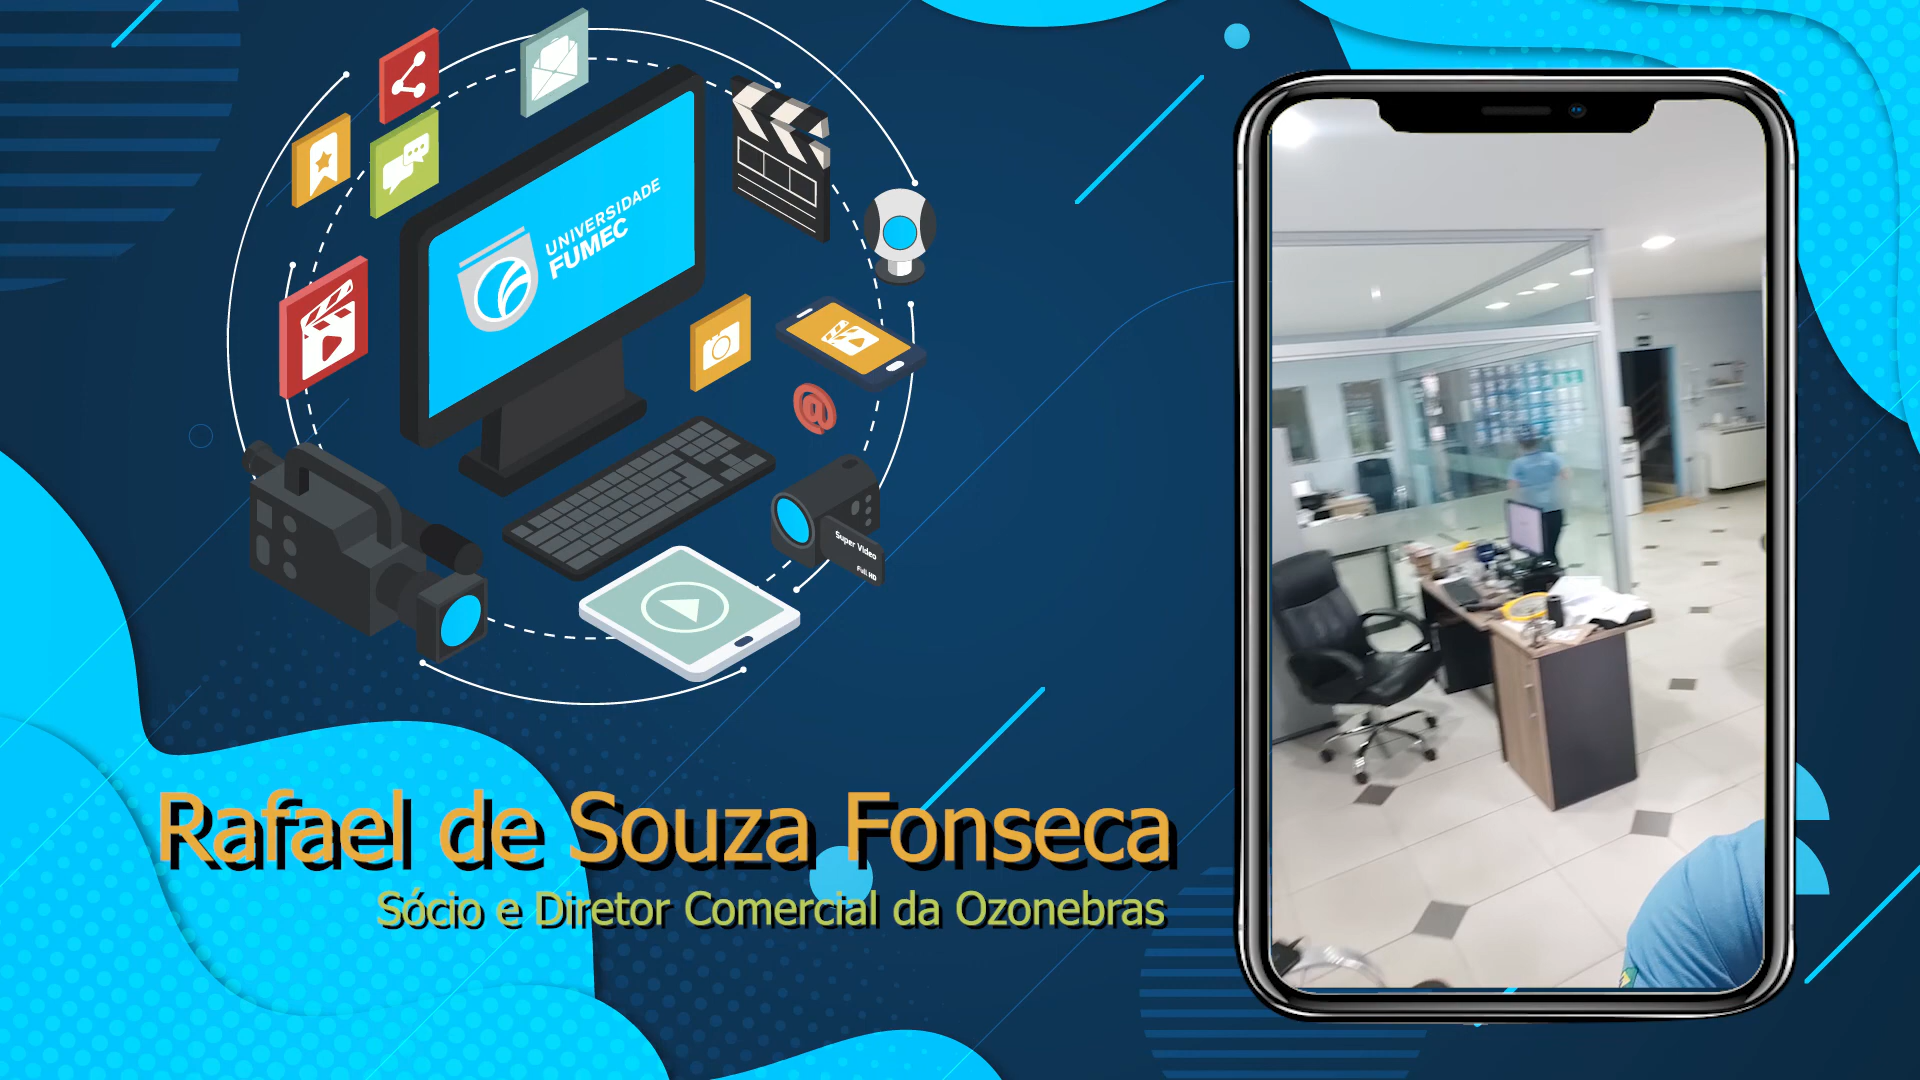 UNIVERSIDADE
FUMEC
@
Super Video
Full HD
Rafael de Souza Fonseca
Sócio e Diretor Comercial da Ozonebras